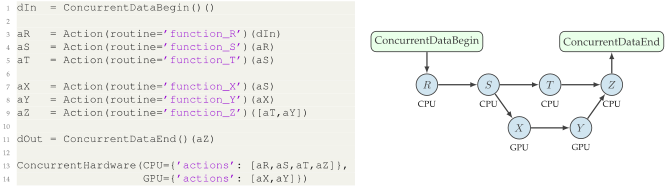 1 dIn = ConcurrentDataBegin()()
2
3 aR = Action(routine='function_R')(dIn)
4 aS = Action(routine='function_S')(aR)
5 aT = Action(routine='function_T')(aS)
6
7 aX = Action(routine='function_X')(aS)
8 aY = Action(routine='function_Y')(aX)
9 aZ = Action(routine='function_Z')([aT,aY])
10
11 dOut = ConcurrentDataEnd()(aZ)
12
13 ConcurrentHardware(CPU={'actions': [aR,aS,aT,aZ]},
14 GPU={'actions': [aX,aY]})
ConcurrentDataBegin ConcurrentDataEnd
R S T Z
CPU CPU CPU CPU
X Y
GPU GPU